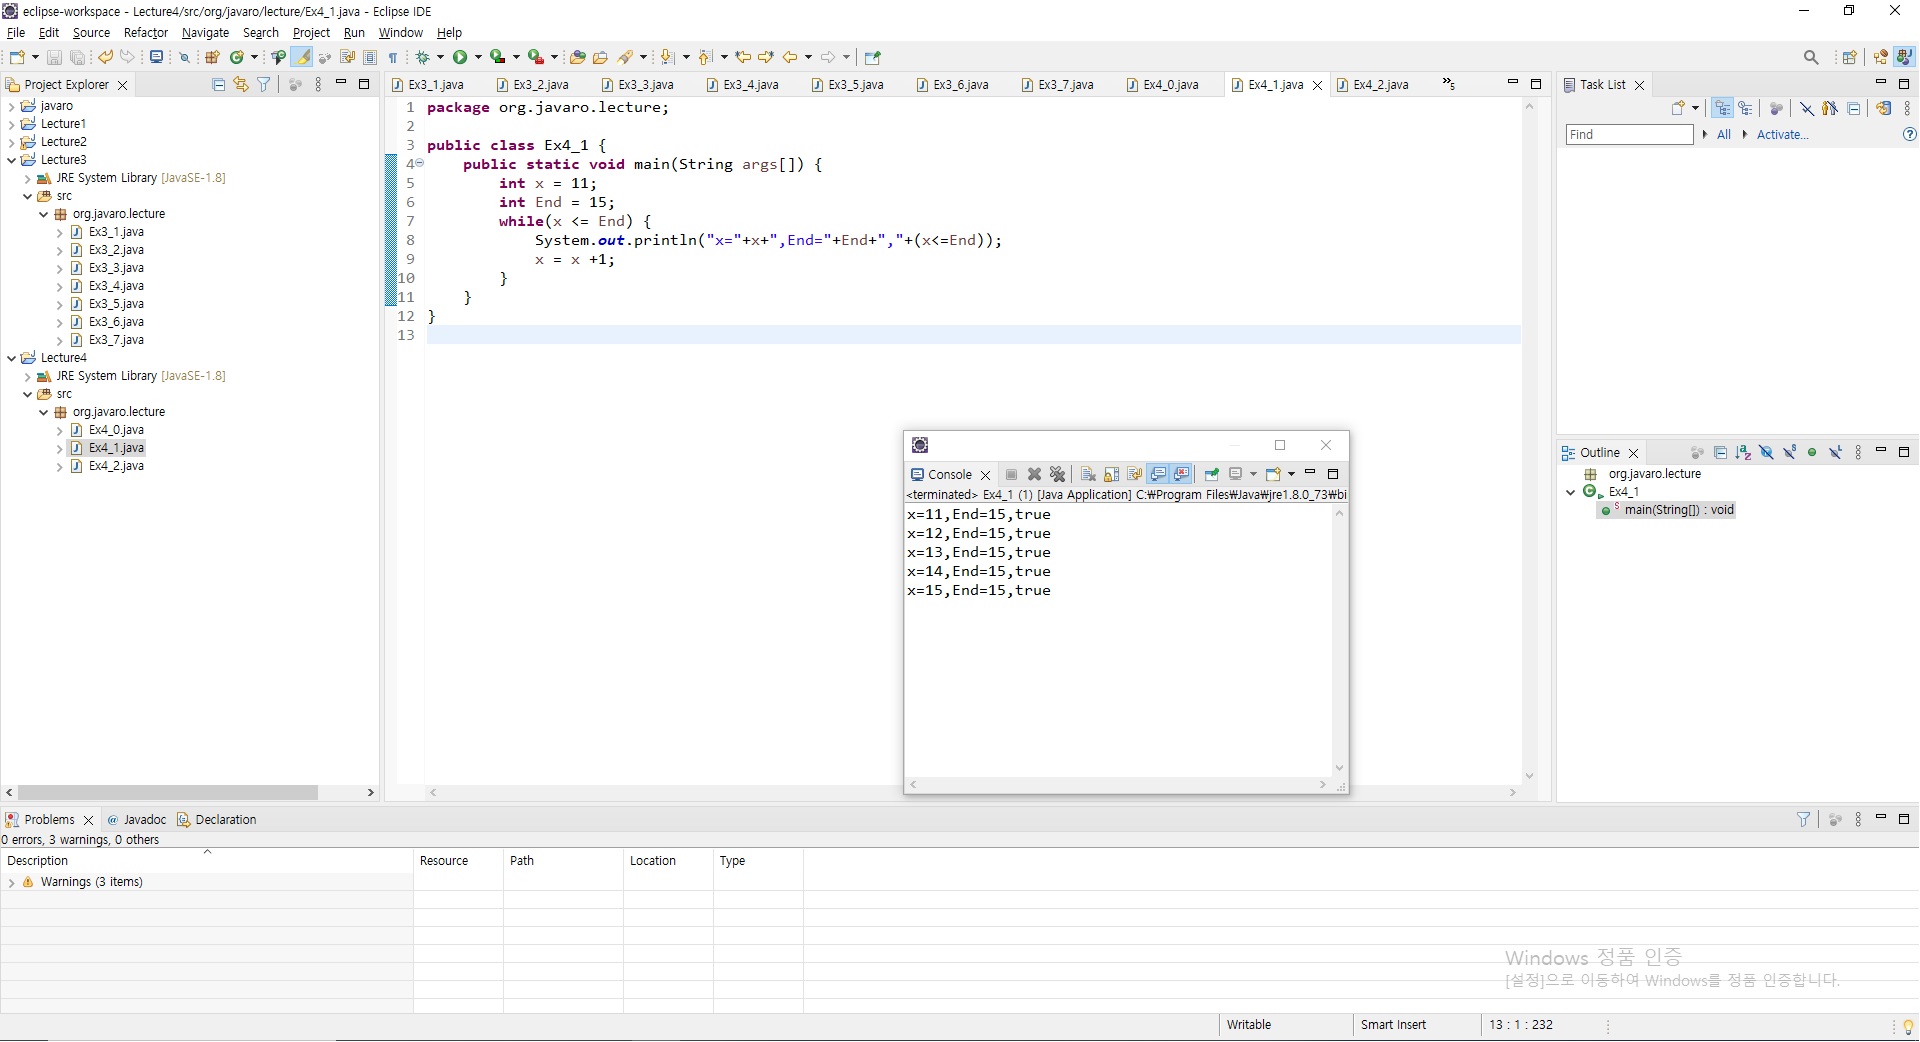 eclipse-workspace - Lecture4/src/org/javaro/lecture/Ex4_1.java - Eclipse IDE
File Edit Source Refactor Navigate Search Project Run Window Help
Project Explorer
javaro
Lecture1
Lecture2
Lecture3
JRE System Library [JavaSE-1.8]
src
org.javaro.lecture
Ex3_1.java
Ex3_2.java
Ex3_3.java
Ex3_4.java
Ex3_5.java
Ex3_6.java
Ex3_7.java
Lecture4
JRE System Library [JavaSE-1.8]
src
org.javaro.lecture
Ex4_0.java
Ex4_1.java
Ex4_2.java
Ex3_1.java Ex3_2.java Ex3_3.java Ex3_4.java Ex3_5.java Ex3_6.java Ex3_7.java Ex4_0.java Ex4_1.java Ex4_2.java »5
1 package org.javaro.lecture;
2
3 public class Ex4_1 {
4 public static void main(String args[]) {
5 int x = 11;
6 int End = 15;
7 while(x <= End) {
8 System.out.println("x="+x+",End="+End+","+(x<=End));
9 x = x +1;
10 }
11 }
12 }
13
Console
<terminated> Ex4_1 (1) [Java Application] C:₩Program Files₩Java₩jre1.8.0_73₩bi
x=11,End=15,true
x=12,End=15,true
x=13,End=15,true
x=14,End=15,true
x=15,End=15,true
Task List
Find All Activate...
Outline
org.javaro.lecture
Ex4_1
main(String[]) : void
Problems Javadoc Declaration
0 errors, 3 warnings, 0 others
Description Resource Path Location Type
Warnings (3 items)
Windows 정품 인증
[설정]으로 이동하여 Windows를 정품 인증합니다.
Writable Smart Insert 13 : 1 : 232